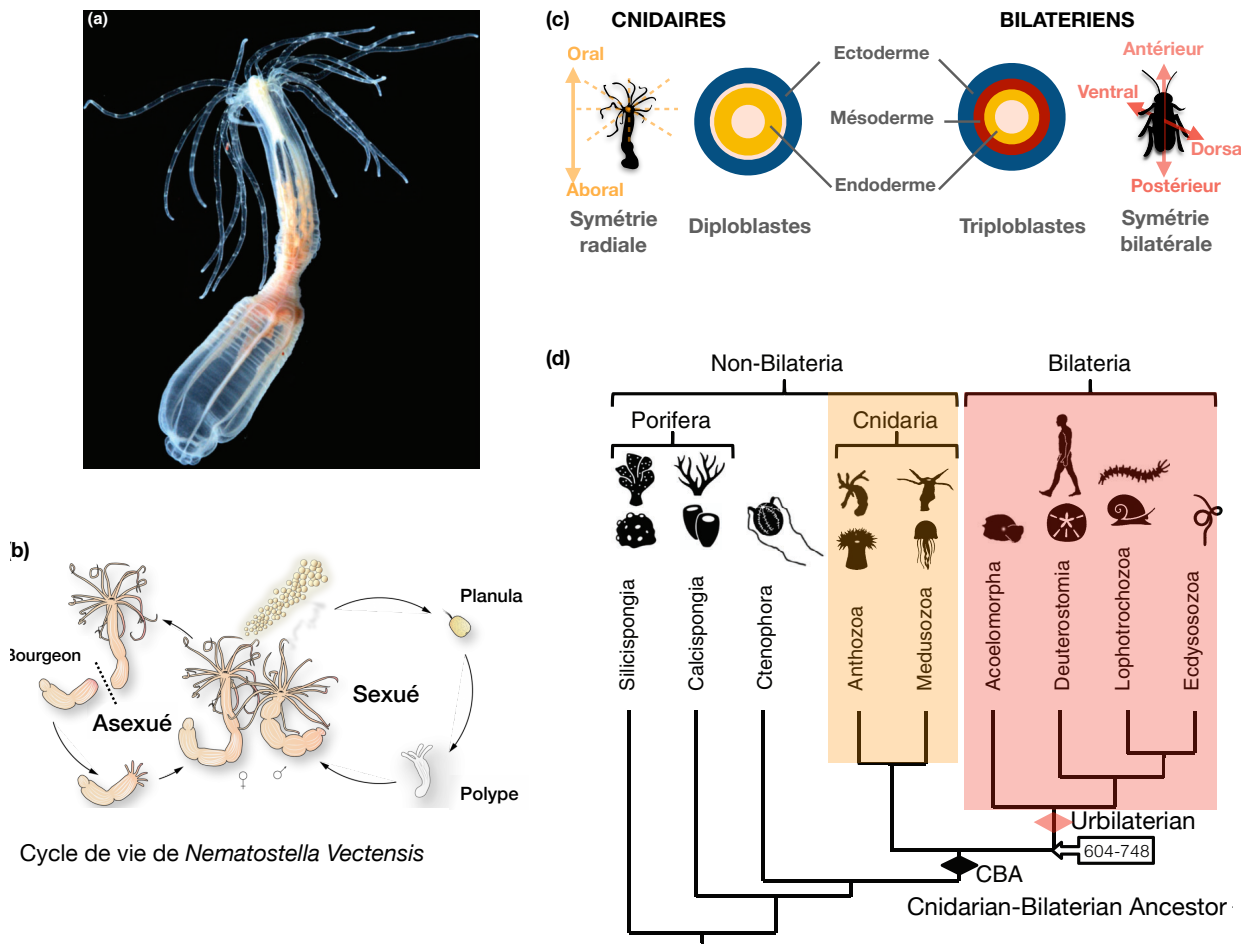 (a)
(c)
CNIDAIRES
BILATERIENS
Oral
Aboral
Symétrie
radiale
Diploblastes
Ectoderme
Mésoderme
Endoderme
Triploblastes
Antérieur
Ventral
Dorsa
Postérieur
Symétrie
bilatérale
(b)
Planula
Bourgeon
Sexué
Asexué
♀ ♂
Polype
Cycle de vie de Nematostella Vectensis
(d)
Non-Bilateria
Bilateria
Porifera
Cnidaria
Silicispongia
Calcispongia
Ctenophora
Anthozoa
Medusozoa
Acoelomorpha
Deuterostomia
Lophotrochozoa
Ecdysosozoa
Urbilaterian
604-748
CBA
Cnidarian-Bilaterian Ancestor